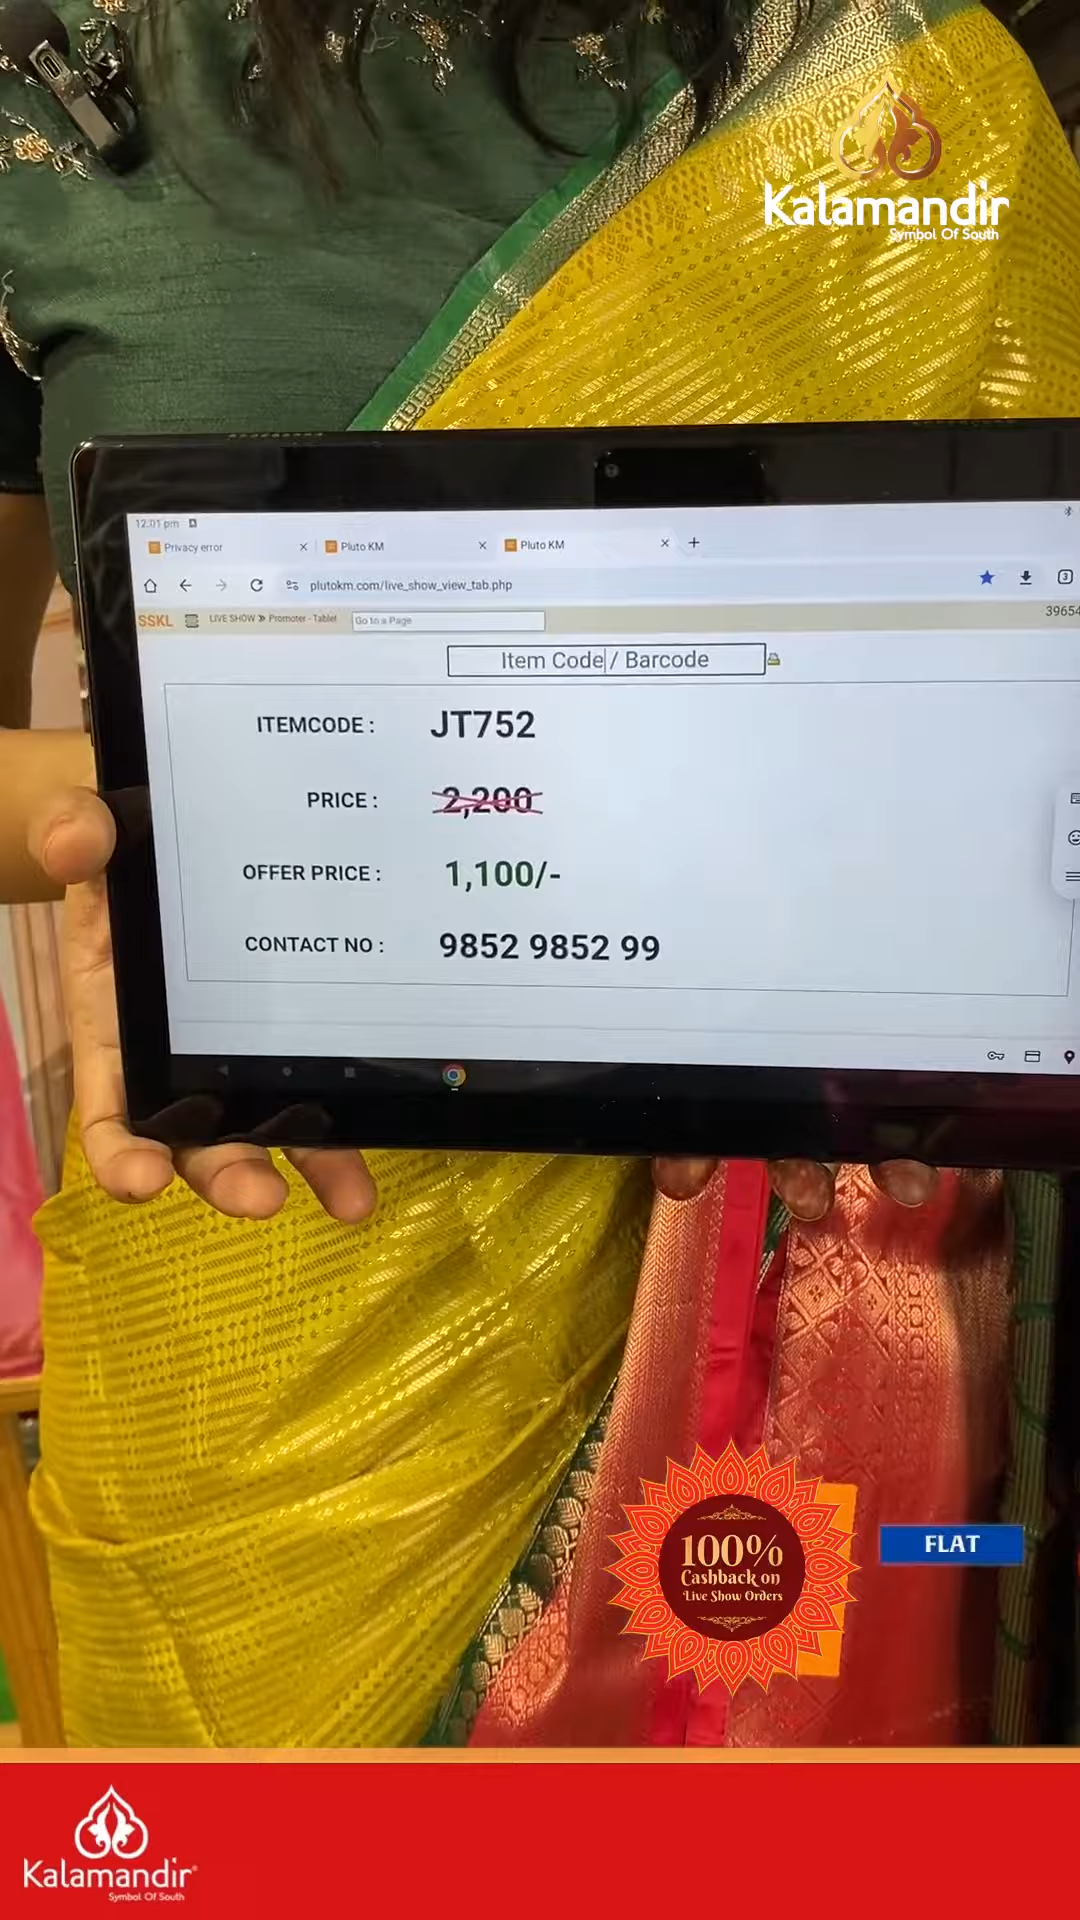 Kalamandir
Symbol Of South
12:01 pm
Privacy error
Pluto KM
Pluto KM
plutokm.com/live_show_view_tab.php
3
SSKL
LIVE SHOW » Promoter - Tablet
Go to a Page
39654
Item Code / Barcode
ITEMCODE : JT752
PRICE : 2,200
OFFER PRICE : 1,100/-
CONTACT NO : 9852 9852 99
100%
Cashback on
Live Show Orders
FLAT
Kalamandir
Symbol Of South